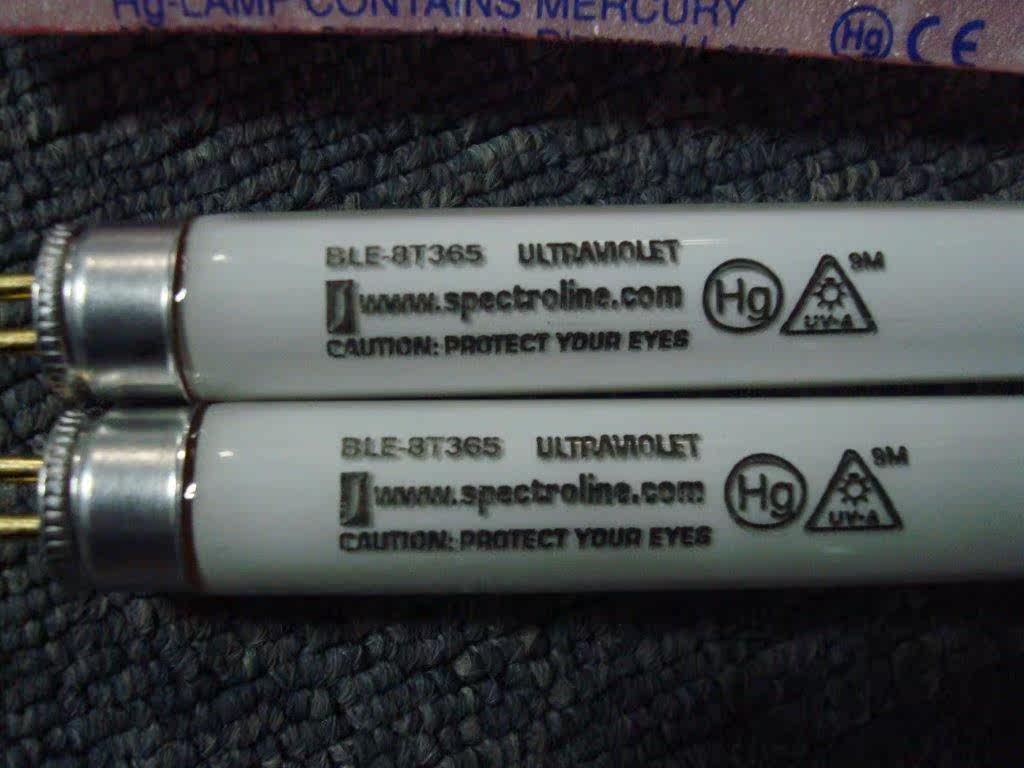 Hg-LAMP CONTAINS MERCURY
Hg CE
BLE-8T365 ULTRAVIOLET
www.spectroline.com
CAUTION: PROTECT YOUR EYES
Hg
UV-A
9M
BLE-8T365 ULTRAVIOLET
www.spectroline.com
CAUTION: PROTECT YOUR EYES
Hg
UV-A
9M